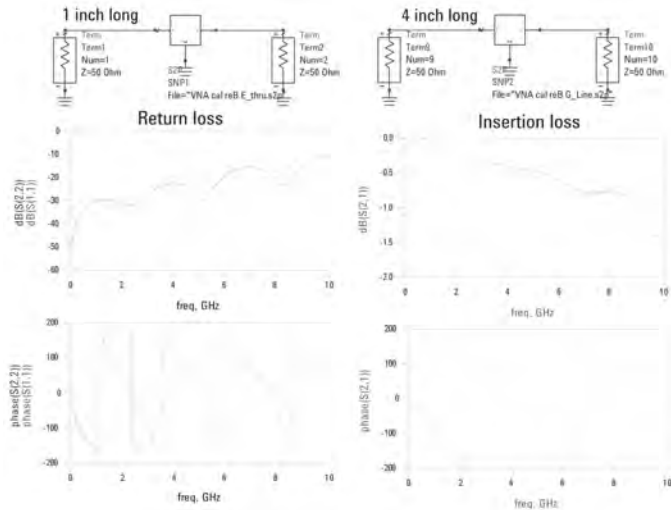 1 inch long
Term
Term1
Num=1
Z=50 Ohm
SNP1
File="VNA cal reB E_thru.s2p"
Term
Term2
Num=2
Z=50 Ohm
4 inch long
Term
Num=9
Z=50 Ohm
SNP2
File="VNA cal reB G_Line.s2p"
Term
Term10
Num=10
Z=50 Ohm
Return loss
dB(S(2,2))
dB(S(1,1))
0
-10
-20
-30
-40
-50
-60
0 2 4 6 8 10
freq, GHz
Insertion loss
dB(S(2,1))
0.0
-0.5
-1.0
-1.5
-2.0
0 2 4 6 8 10
freq, GHz
phase(S(2,2))
phase(S(1,1))
200
100
0
-100
-200
0 2 4 6 8 10
freq, GHz
phase(S(2,1))
200
100
0
-100
-200
0 2 4 6 8 10
freq, GHz